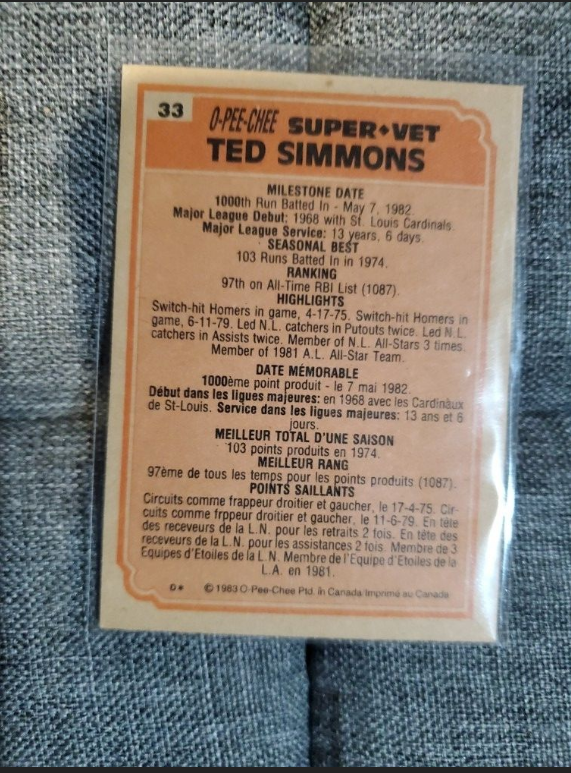 33
O-PEE-CHEE SUPER•VET
TED SIMMONS
MILESTONE DATE
1000th Run Batted In - May 7, 1982.
Major League Debut: 1968 with St. Louis Cardinals.
Major League Service: 13 years, 6 days.
SEASONAL BEST
103 Runs Batted In in 1974.
RANKING
97th on All-Time RBI List (1087).
HIGHLIGHTS
Switch-hit Homers in game, 4-17-75. Switch-hit Homers in
game, 6-11-79. Led N.L. catchers in Putouts twice. Led N.L.
catchers in Assists twice. Member of N.L. All-Stars 3 times.
Member of 1981 A.L. All-Star Team.
DATE MÉMORABLE
1000ème point produit - le 7 mai 1982.
Début dans les ligues majeures: en 1968 avec les Cardinaux
de St-Louis. Service dans les ligues majeures: 13 ans et 6
jours.
MEILLEUR TOTAL D'UNE SAISON
103 points produits en 1974.
MEILLEUR RANG
97ème de tous les temps pour les points produits (1087).
POINTS SAILLANTS
Circuits comme frappeur droitier et gaucher, le 17-4-75. Cir-
cuits comme frppeur droitier et gaucher, le 11-6-79. En tête
des receveurs de la L.N. pour les retraits 2 fois. En tête des
receveurs de la L.N. pour les assistances 2 fois. Membre de 3
Equipes d'Etoiles de la L.N. Membre de l'Equipe d'Etoiles de la
L.A. en 1981.
© 1983 O-Pee-Chee Ptd. in Canada/Imprimé au Canada